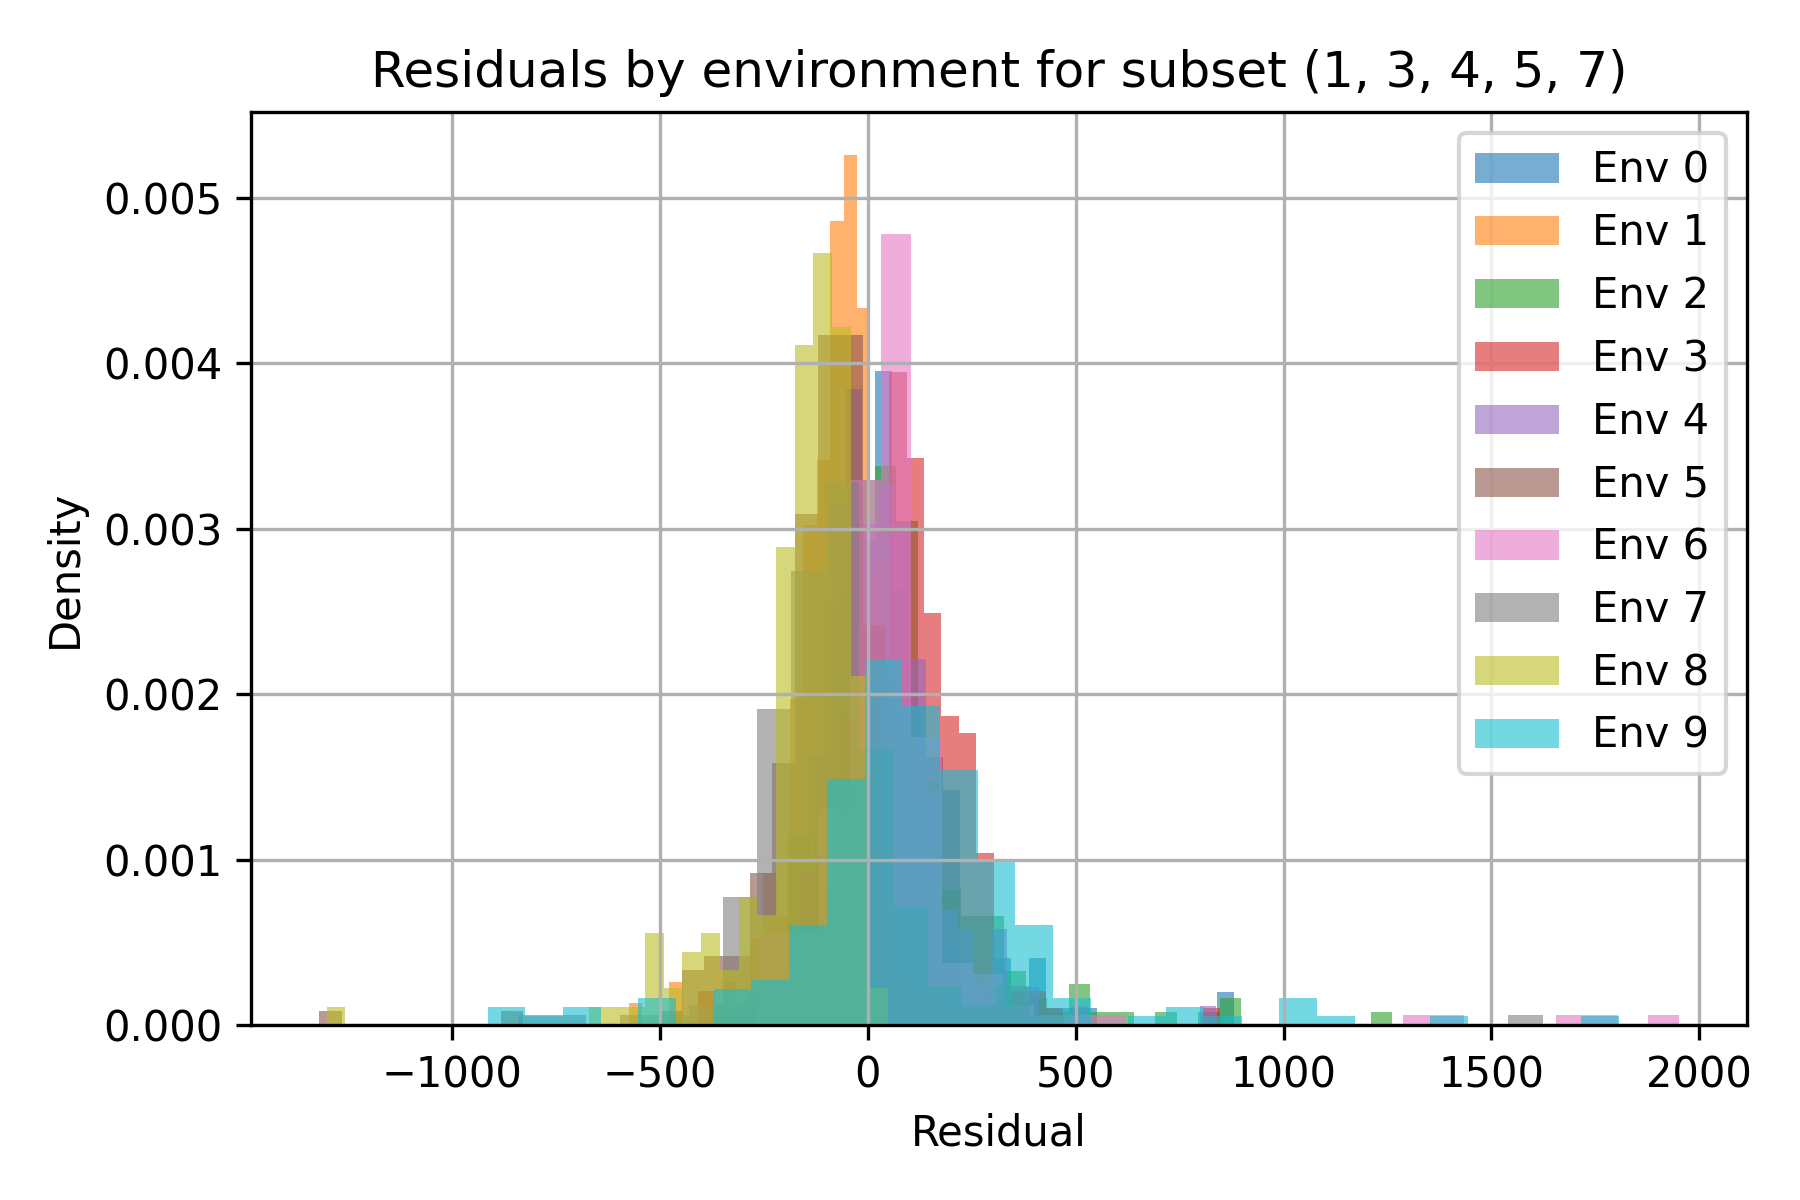 Residuals by environment for subset (1, 3, 4, 5, 7)
Density
0.005
0.004
0.003
0.002
0.001
0.000
−1000
−500
0
500
1000
1500
2000
Residual
Env 0
Env 1
Env 2
Env 3
Env 4
Env 5
Env 6
Env 7
Env 8
Env 9